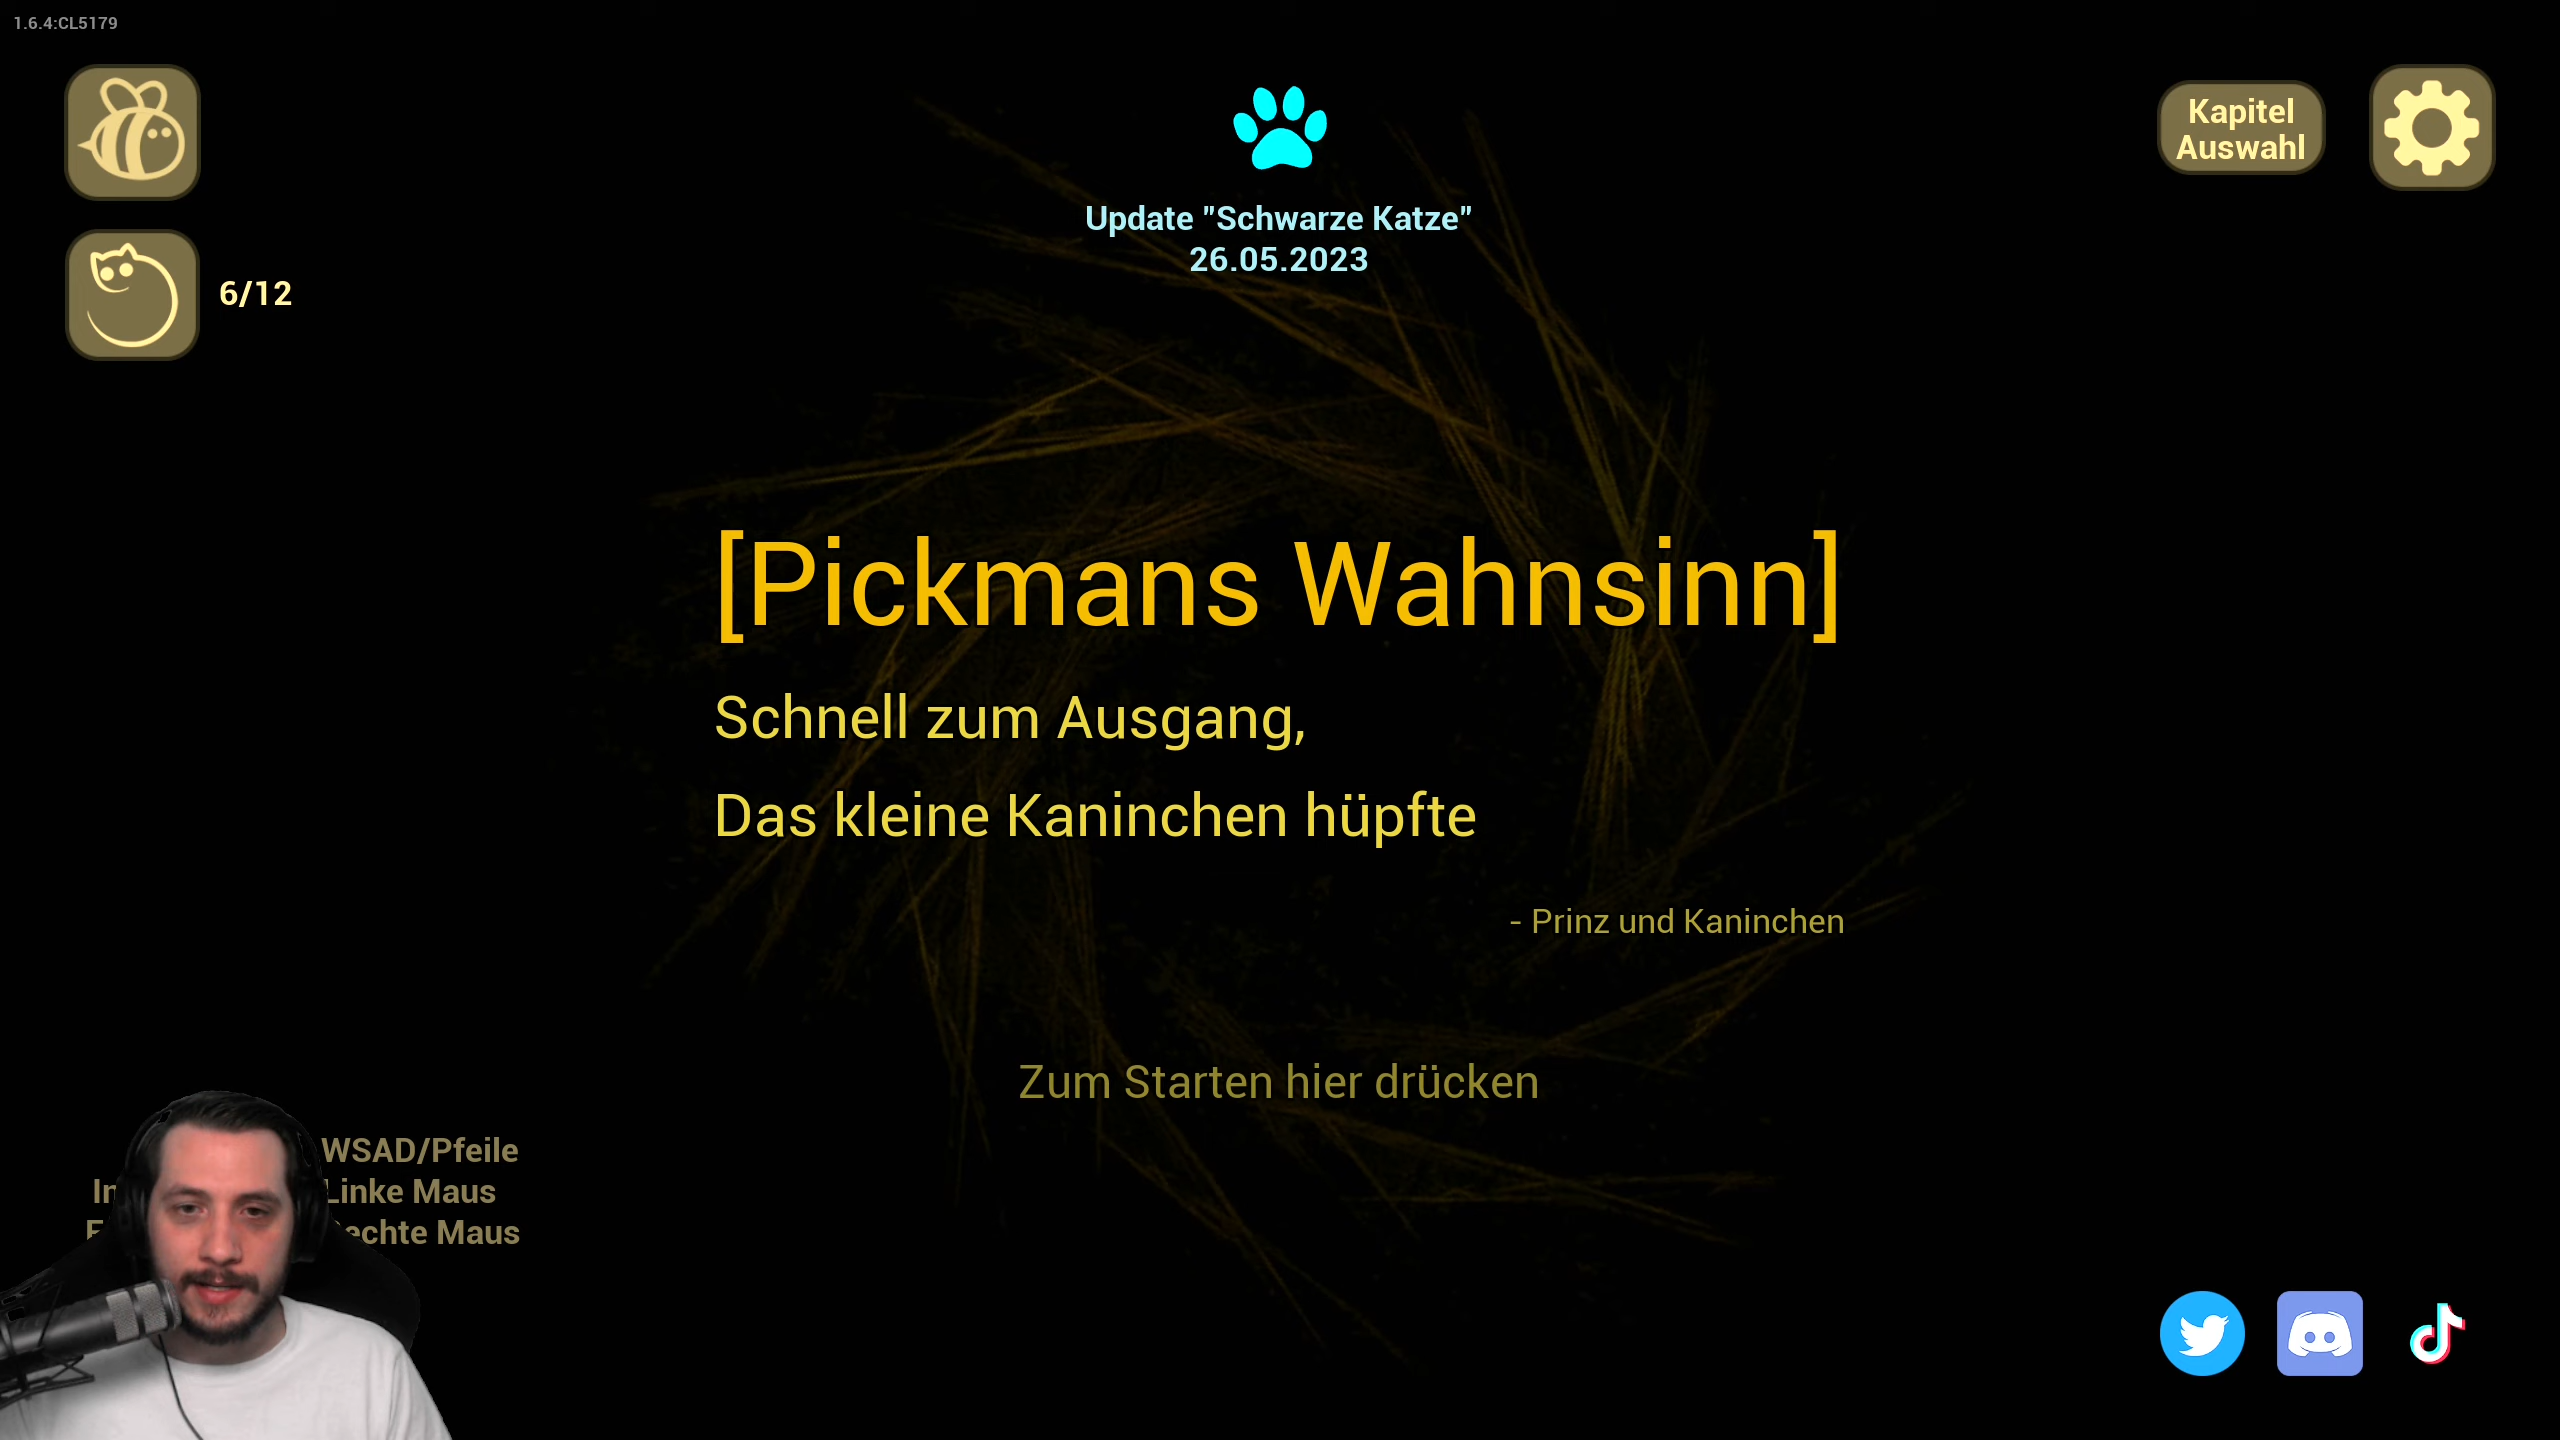 1.6.4:CL5179
Kapitel
Auswahl
Update "Schwarze Katze"
26.05.2023
6/12
[Pickmans Wahnsinn]
Schnell zum Ausgang,
Das kleine Kaninchen hüpfte
- Prinz und Kaninchen
Zum Starten hier drücken
WSAD/Pfeile
Linke Maus
Maus